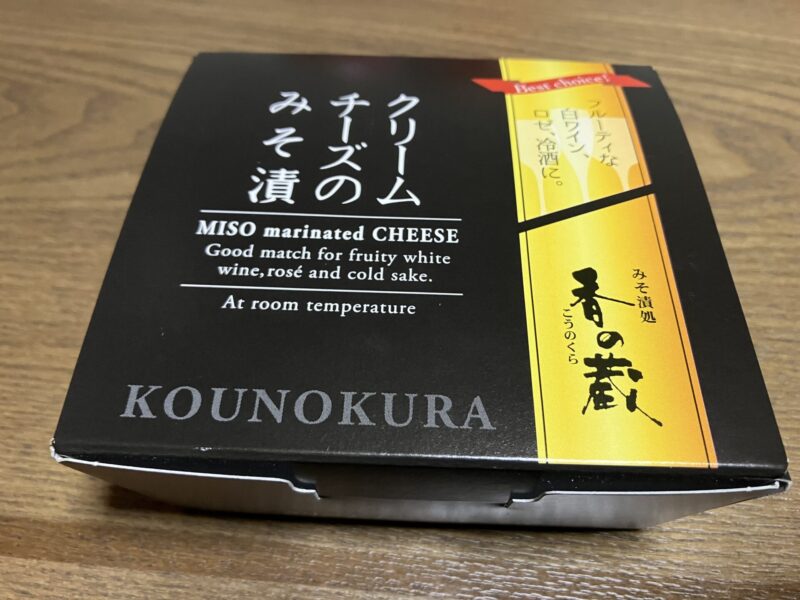 クリーム
チーズの
みそ漬
MISO marinated CHEESE
Good match for fruity white
wine, rosé and cold sake.
At room temperature
KOUNOKURA
Best choice!
フルーティな
白ワイン、
ロゼ、冷酒に。
みそ漬処
香の蔵
こうのくら